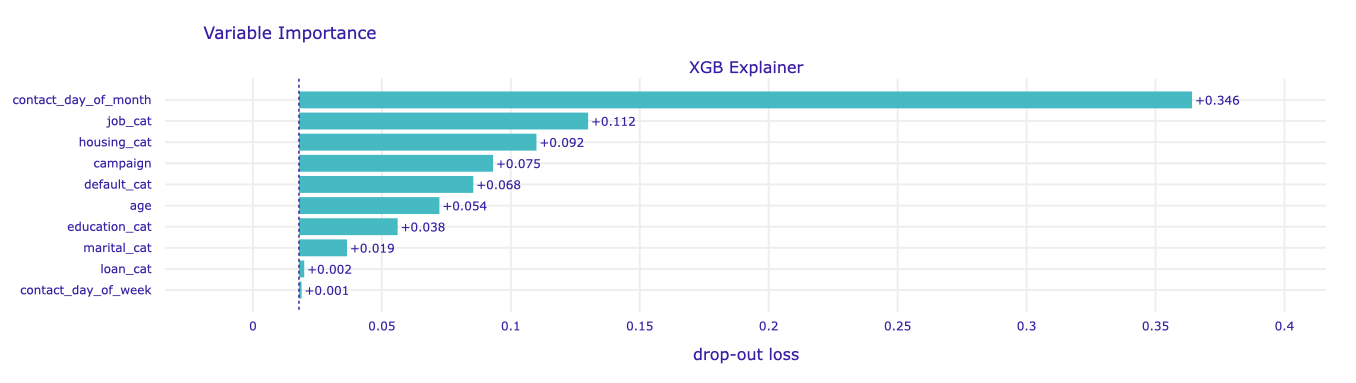 Variable Importance
XGB Explainer
contact_day_of_month +0.346
job_cat +0.112
housing_cat +0.092
campaign +0.075
default_cat +0.068
age +0.054
education_cat +0.038
marital_cat +0.019
loan_cat +0.002
contact_day_of_week +0.001
0 0.05 0.1 0.15 0.2 0.25 0.3 0.35 0.4
drop-out loss